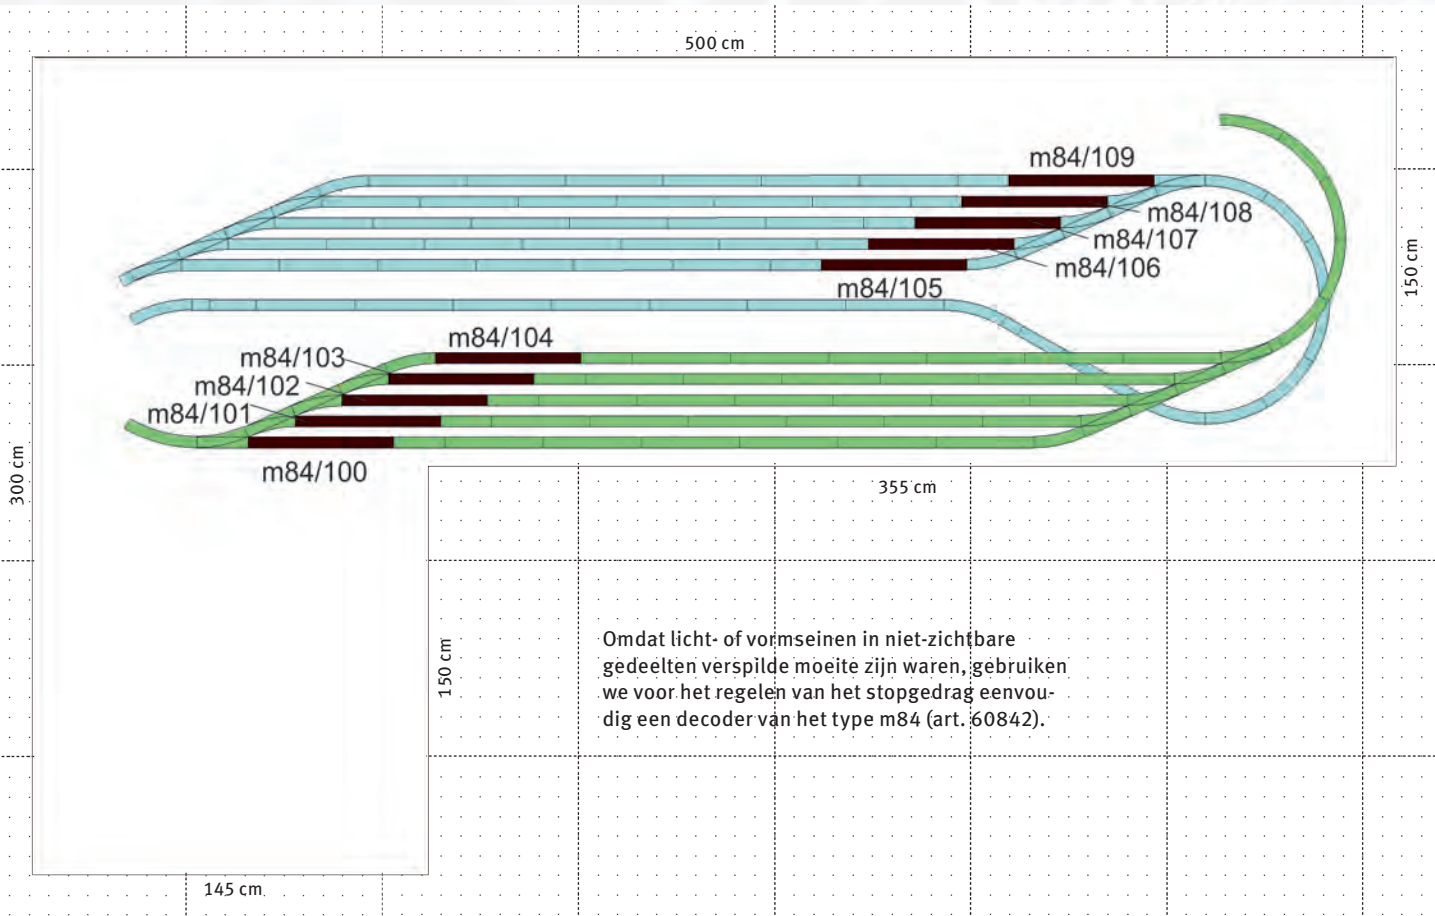 500 cm
m84/109
m84/108
m84/107
m84/106
m84/105
150 cm
m84/104
m84/103
m84/102
m84/101
m84/100
300 cm
355 cm
150 cm
Omdat licht- of vormseinen in niet-zichtbare
gedeelten verspilde moeite zijn waren, gebruiken
we voor het regelen van het stopgedrag eenvou-
dig een decoder van het type m84 (art. 60842).
145 cm